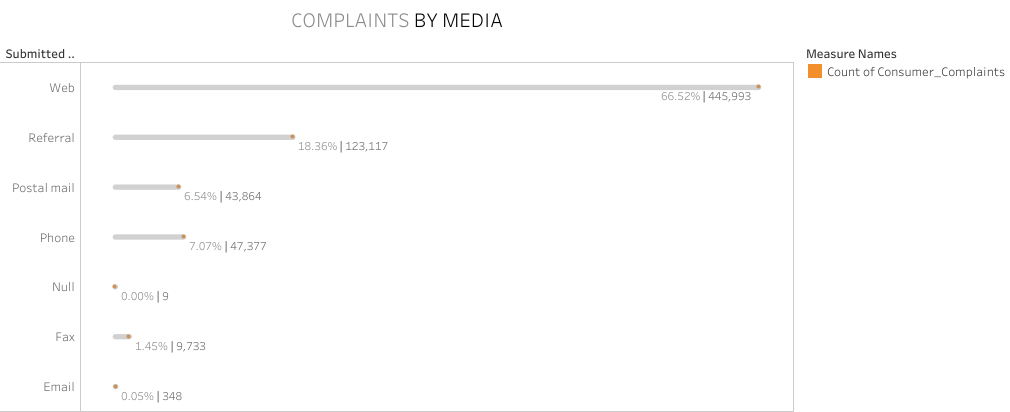 COMPLAINTS BY MEDIA
Submitted ..
Measure Names
Count of Consumer_Complaints
Web
66.52% | 445,993
Referral
18.36% | 123,117
Postal mail
6.54% | 43,864
Phone
7.07% | 47,377
Null
0.00% | 9
Fax
1.45% | 9,733
Email
0.05% | 348